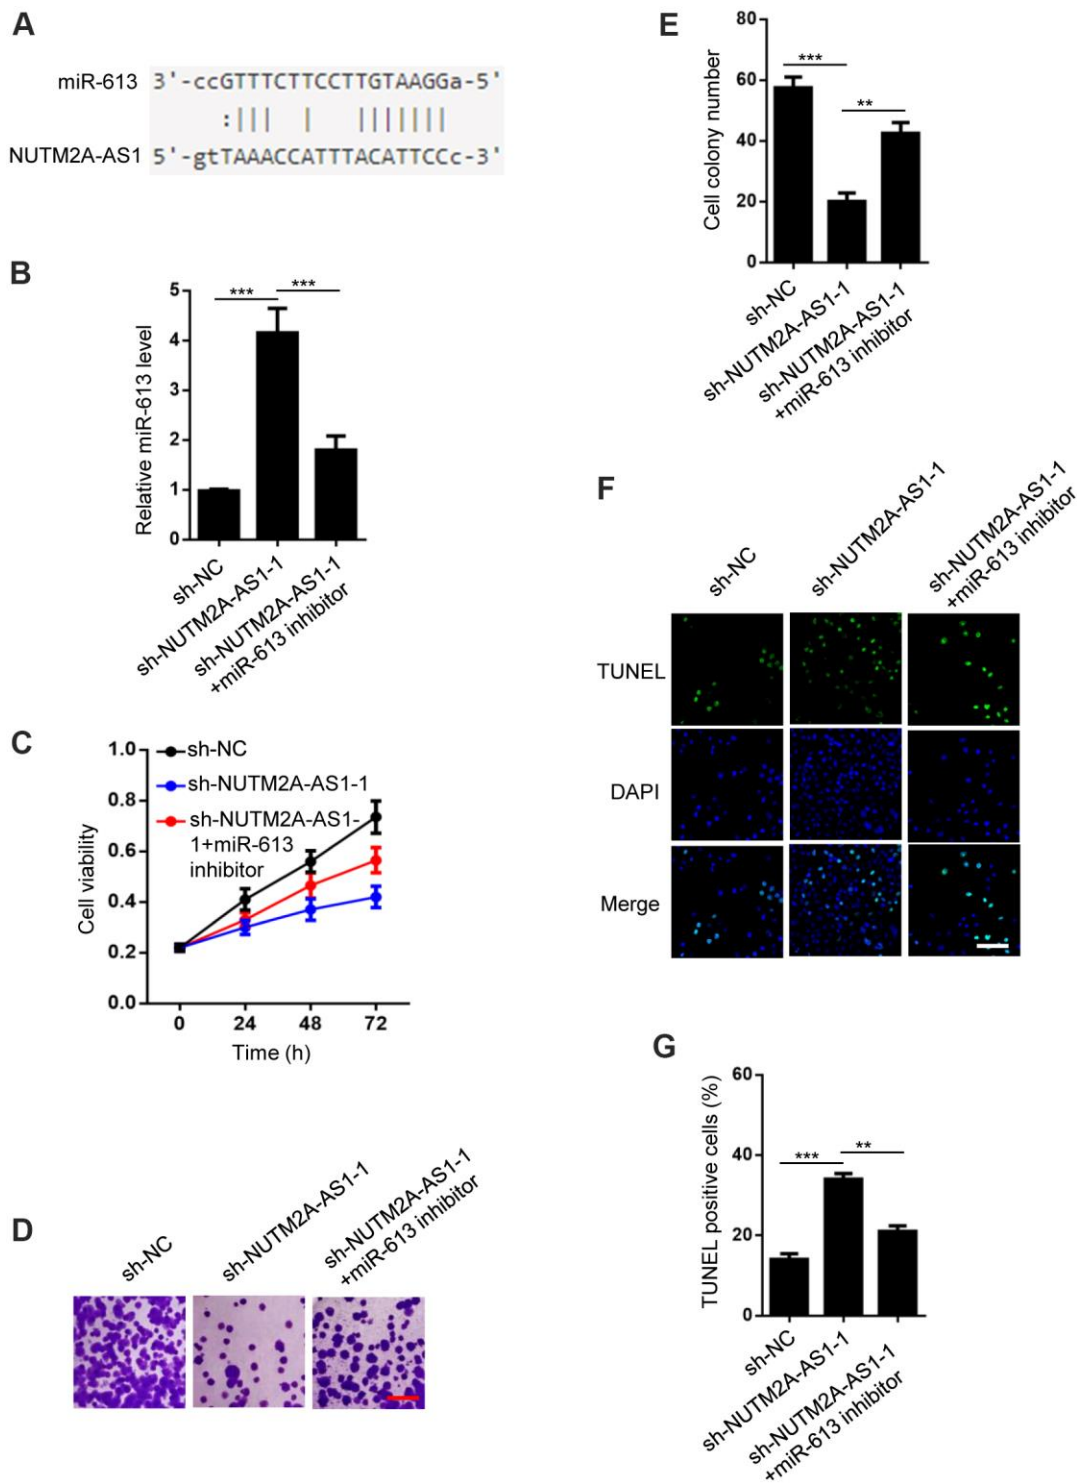 A
miR-613 3'-ccGTTTCTTCCTTGTAAGGa-5'
:||| | |||||||
NUTM2A-AS1 5'-gtTAAACCATTTACATTCCc-3'
B
Relative miR-613 level
5
4
3
2
1
0
*** ***
sh-NC
sh-NUTM2A-AS1-1
sh-NUTM2A-AS1-1
+miR-613 inhibitor
C
Cell viability
1.0
0.8
0.6
0.4
0.2
0.0
sh-NC
sh-NUTM2A-AS1-1
sh-NUTM2A-AS1-
1+miR-613
inhibitor
0 24 48 72
Time (h)
D
sh-NC
sh-NUTM2A-AS1-1
sh-NUTM2A-AS1-1
+miR-613 inhibitor
E
Cell colony number
80
60
40
20
0
***
**
sh-NC
sh-NUTM2A-AS1-1
sh-NUTM2A-AS1-1
+miR-613 inhibitor
F
sh-NC
sh-NUTM2A-AS1-1
sh-NUTM2A-AS1-1
+miR-613 inhibitor
TUNEL
DAPI
Merge
G
TUNEL positive cells (%)
60
40
20
0
***
**
sh-NC
sh-NUTM2A-AS1-1
sh-NUTM2A-AS1-1
+miR-613 inhibitor